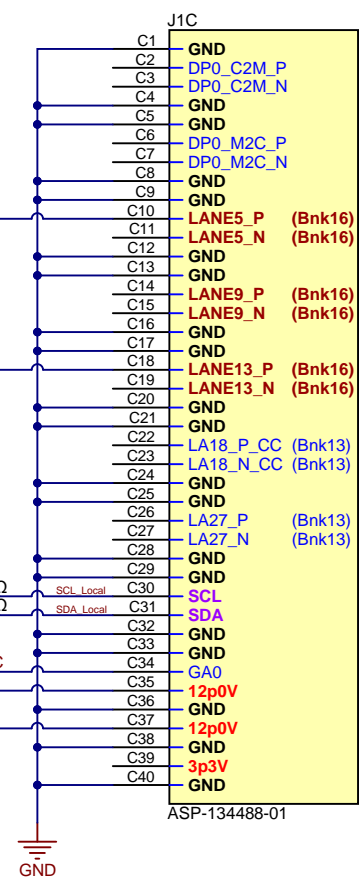 J1C
C1 GND
C2 DP0_C2M_P
C3 DP0_C2M_N
C4 GND
C5 GND
C6 DP0_M2C_P
C7 DP0_M2C_N
C8 GND
C9 GND
C10 LANE5_P (Bnk16)
C11 LANE5_N (Bnk16)
C12 GND
C13 GND
C14 LANE9_P (Bnk16)
C15 LANE9_N (Bnk16)
C16 GND
C17 GND
C18 LANE13_P (Bnk16)
C19 LANE13_N (Bnk16)
C20 GND
C21 GND
C22 LA18_P_CC (Bnk13)
C23 LA18_N_CC (Bnk13)
C24 GND
C25 GND
C26 LA27_P (Bnk13)
C27 LA27_N (Bnk13)
C28 GND
C29 GND
Ω SCL_Local C30 SCL
Ω SDA_Local C31 SDA
C32 GND
C33 GND
C34 GA0
C35 12p0V
C36 GND
C37 12p0V
C38 GND
C39 3p3V
C40 GND
ASP-134488-01
GND